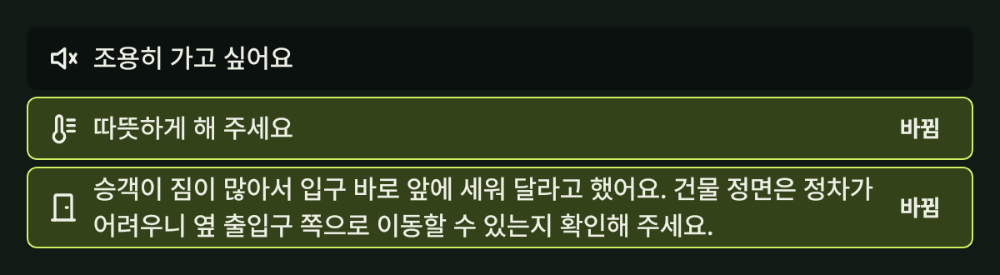 조용히 가고 싶어요
따뜻하게 해 주세요 바뀜
승객이 짐이 많아서 입구 바로 앞에 세워 달라고 했어요. 건물 정면은 정차가
어려우니 옆 출입구 쪽으로 이동할 수 있는지 확인해 주세요.
바뀜